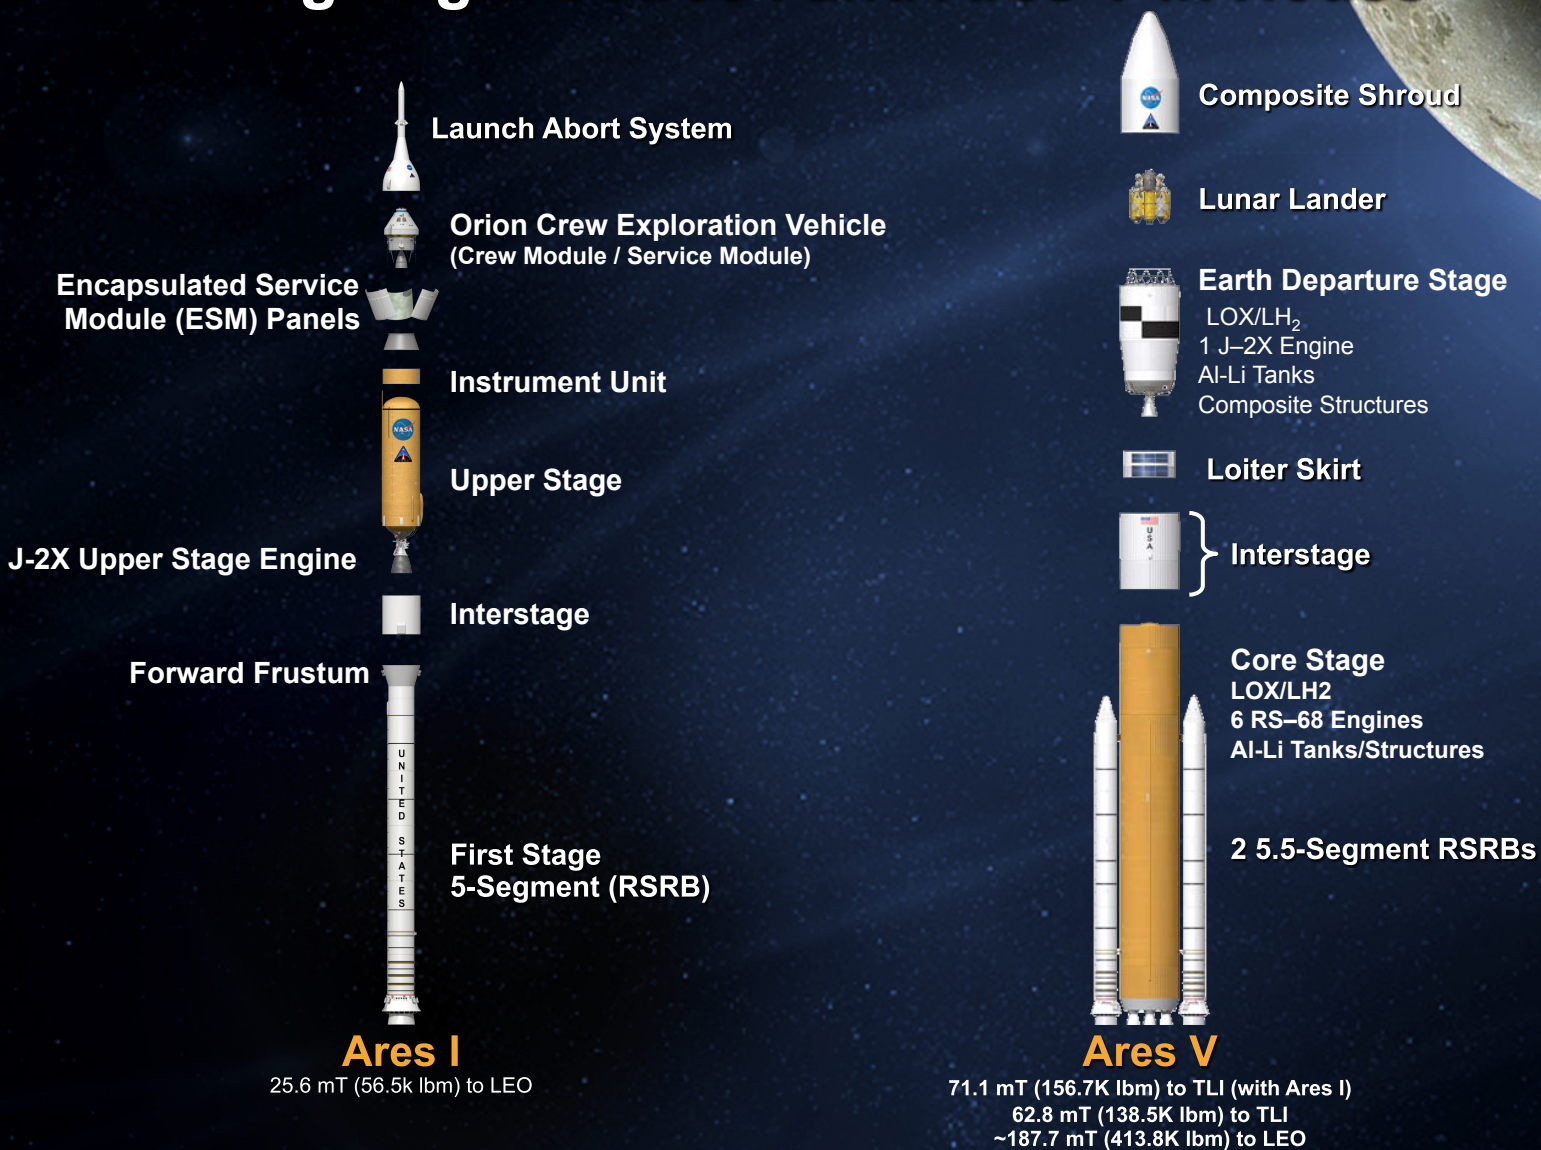 Launch Abort System
Orion Crew Exploration Vehicle
(Crew Module / Service Module)
Encapsulated Service
Module (ESM) Panels
Instrument Unit
NASA
Upper Stage
J-2X Upper Stage Engine
Interstage
Forward Frustum
UNITED STATES
First Stage
5-Segment (RSRB)
Ares I
25.6 mT (56.5k lbm) to LEO
NASA
Composite Shroud
Lunar Lander
Earth Departure Stage
LOX/LH₂
1 J–2X Engine
Al-Li Tanks
Composite Structures
Loiter Skirt
USA
Interstage
Core Stage
LOX/LH2
6 RS–68 Engines
Al-Li Tanks/Structures
2 5.5-Segment RSRBs
Ares V
71.1 mT (156.7K lbm) to TLI (with Ares I)
62.8 mT (138.5K lbm) to TLI
~187.7 mT (413.8K lbm) to LEO